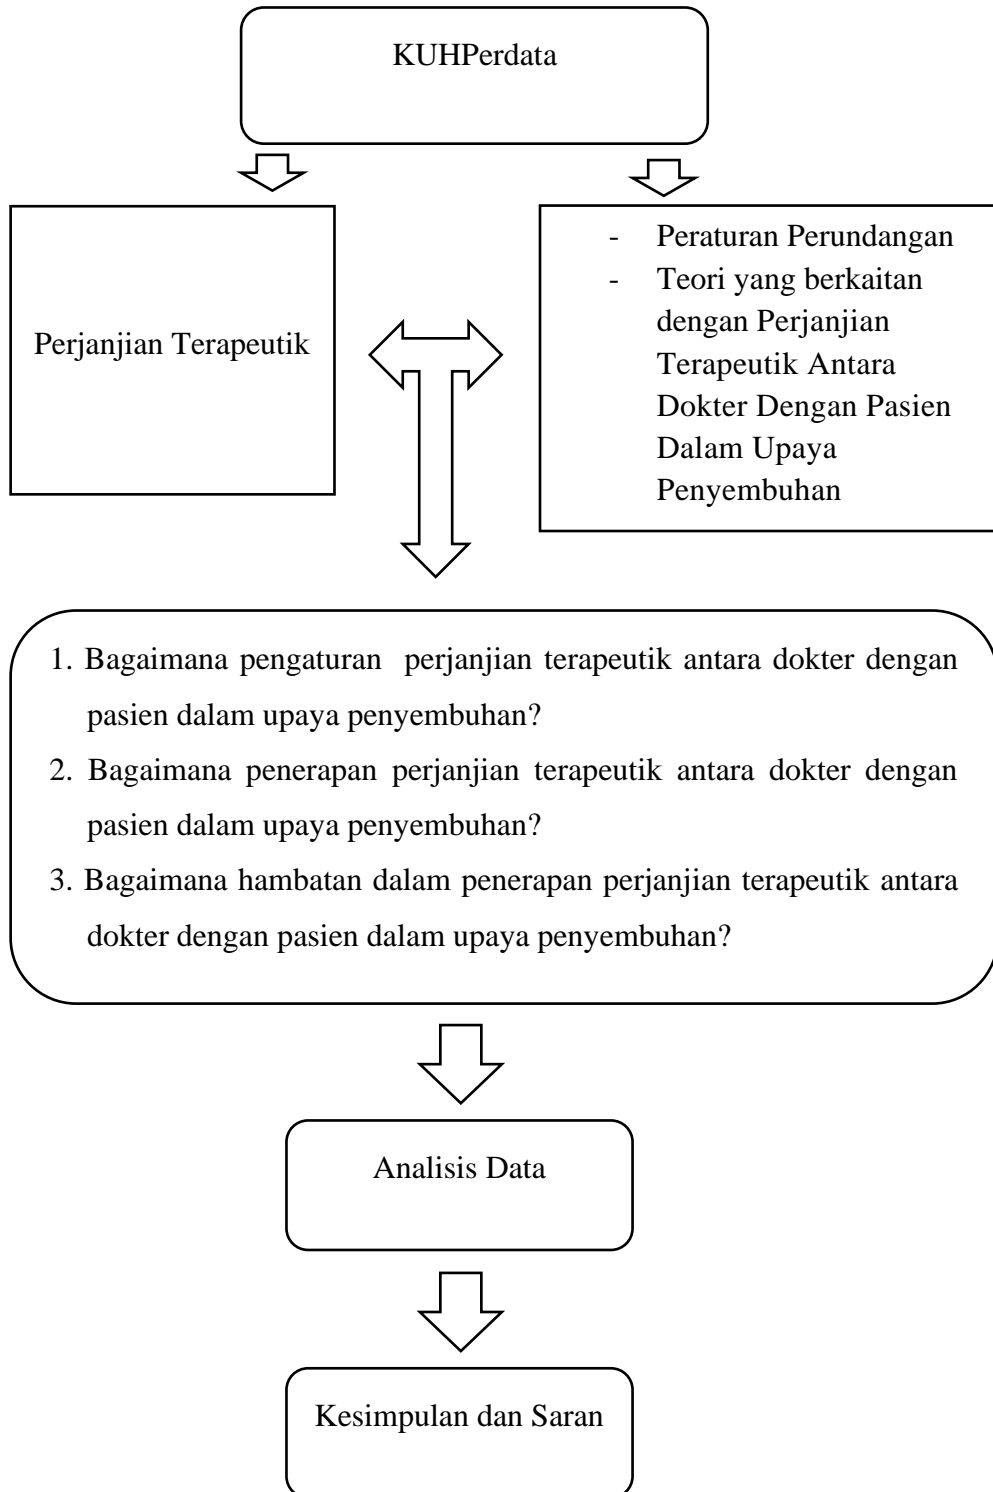 KUHPerdata
Perjanjian Terapeutik
- Peraturan Perundangan
- Teori yang berkaitan
dengan Perjanjian
Terapeutik Antara
Dokter Dengan Pasien
Dalam Upaya
Penyembuhan
1. Bagaimana pengaturan perjanjian terapeutik antara dokter dengan
pasien dalam upaya penyembuhan?
2. Bagaimana penerapan perjanjian terapeutik antara dokter dengan
pasien dalam upaya penyembuhan?
3. Bagaimana hambatan dalam penerapan perjanjian terapeutik antara
dokter dengan pasien dalam upaya penyembuhan?
Analisis Data
Kesimpulan dan Saran